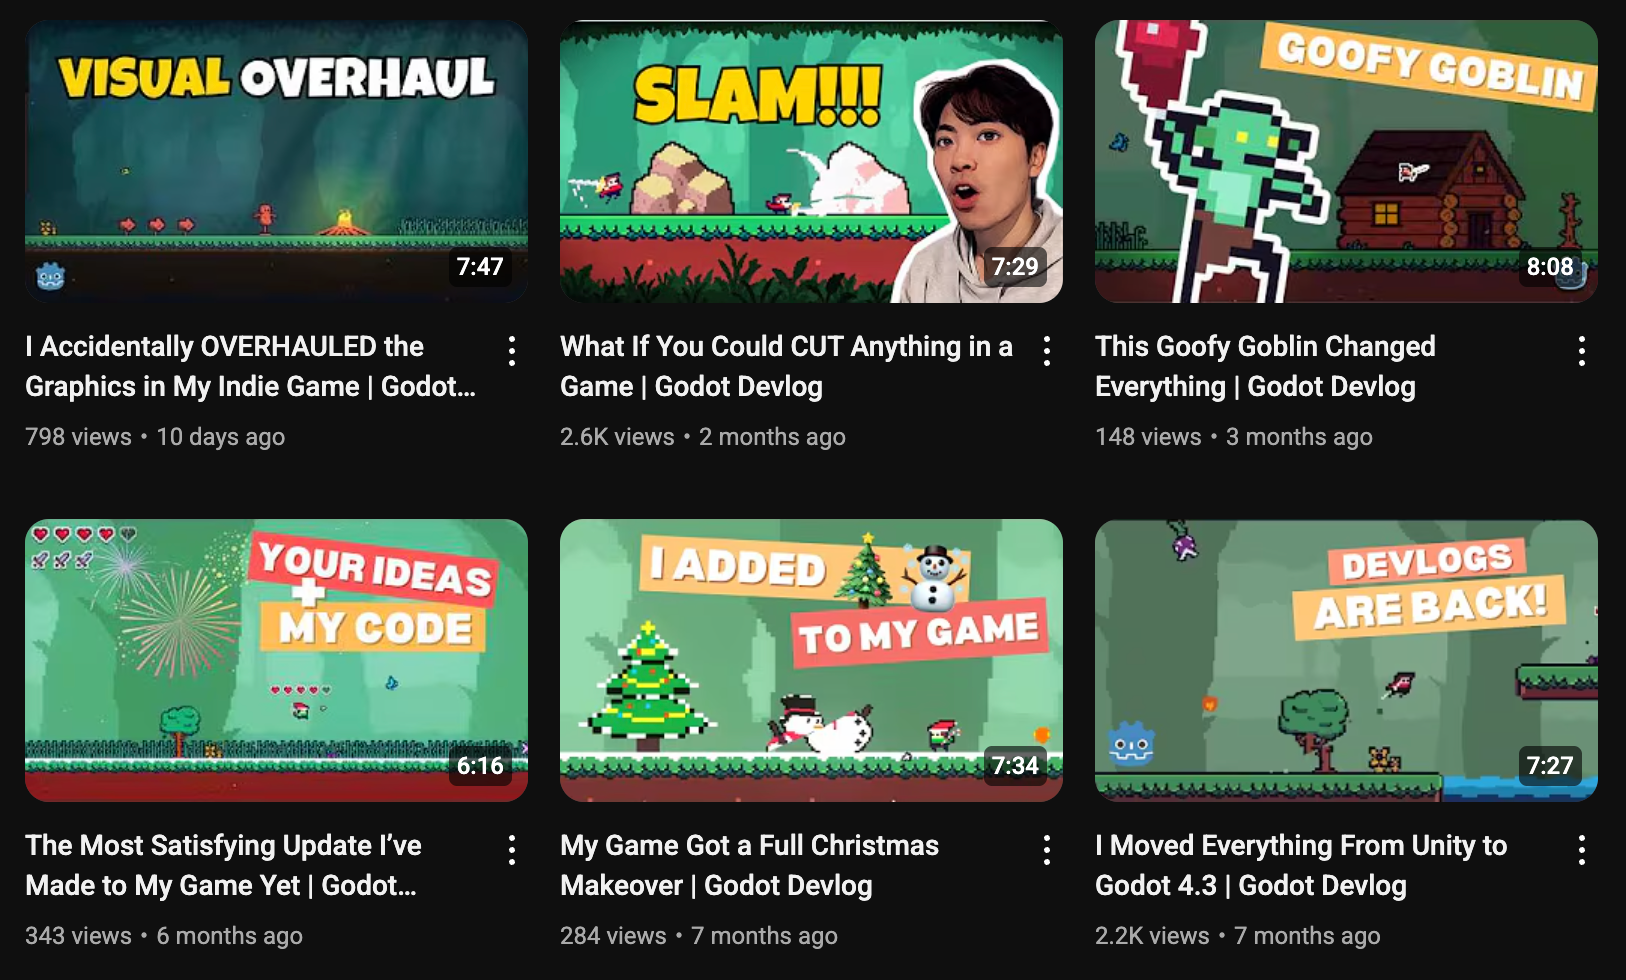 VISUAL OVERHAUL
7:47
SLAM!!!
7:29
GOOFY GOBLIN
8:08
I Accidentally OVERHAULED the
Graphics in My Indie Game | Godot...
798 views • 10 days ago
What If You Could CUT Anything in a
Game | Godot Devlog
2.6K views • 2 months ago
This Goofy Goblin Changed
Everything | Godot Devlog
148 views • 3 months ago
YOUR IDEAS
+
MY CODE
6:16
I ADDED
TO MY GAME
7:34
DEVLOGS
ARE BACK!
7:27
The Most Satisfying Update I’ve
Made to My Game Yet | Godot...
343 views • 6 months ago
My Game Got a Full Christmas
Makeover | Godot Devlog
284 views • 7 months ago
I Moved Everything From Unity to
Godot 4.3 | Godot Devlog
2.2K views • 7 months ago